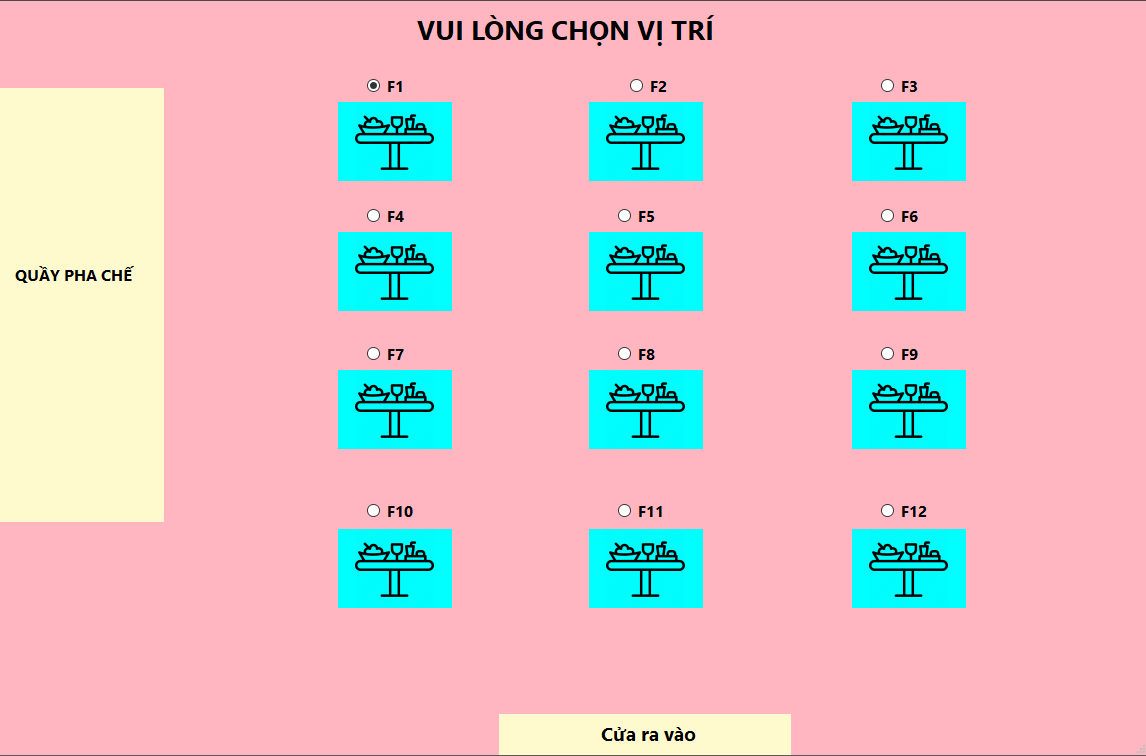 VUI LÒNG CHỌN VỊ TRÍ
F1
F2
F3
F4
F5
F6
QUẦY PHA CHẾ
F7
F8
F9
F10
F11
F12
Cửa ra vào